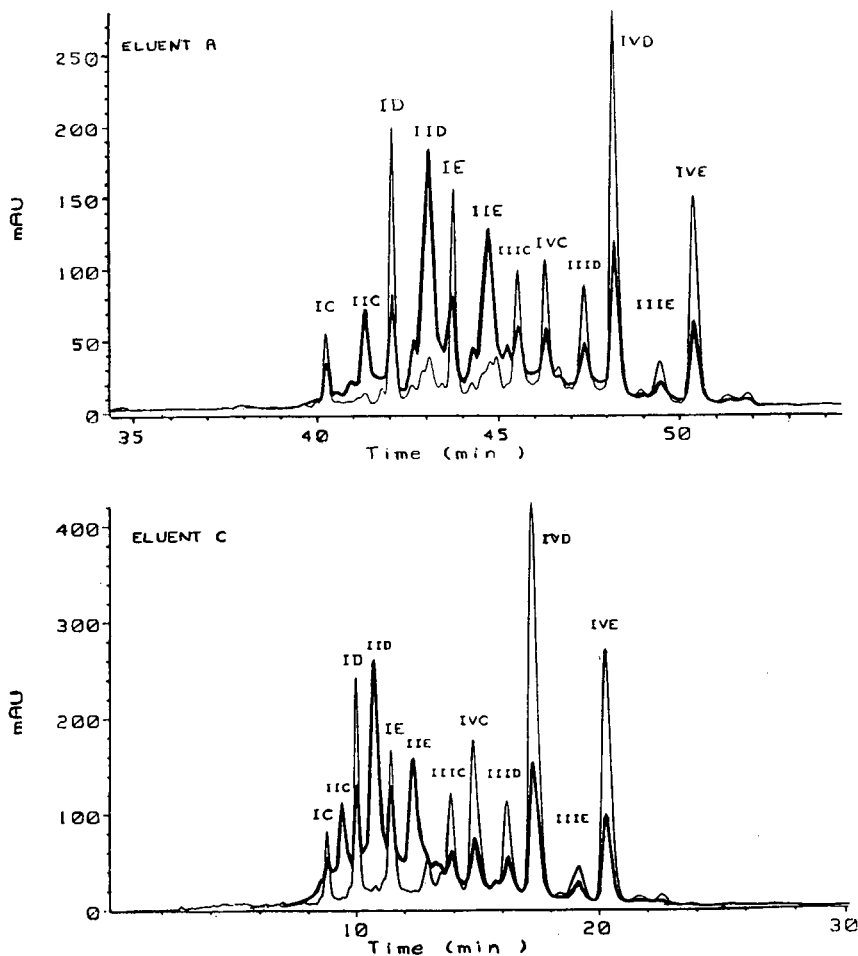 ELUENT A
IVD
250
ID
200
IID
IE
IVE
150
IIE
mAU
IIIC
IVC
IIID
100
IC
IIC
IIIE
50
0
35
40
45
50
Time (min )
400
ELUENT C
IVD
300
IVE
ID
IID
mAU
200
IE
IIE
IVC
IIIC
IIID
IIC
IC
100
IIIE
0
10
20
30
Time (min )